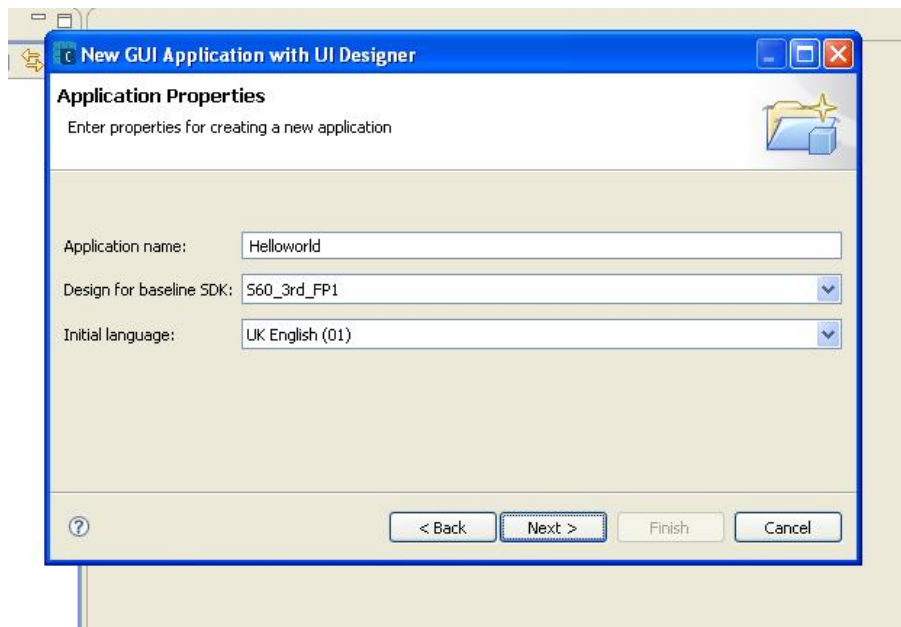 New GUI Application with UI Designer
Application Properties
Enter properties for creating a new application
Application name: Helloworld
Design for baseline SDK: S60_3rd_FP1
Initial language: UK English (01)
? < Back Next > Finish Cancel